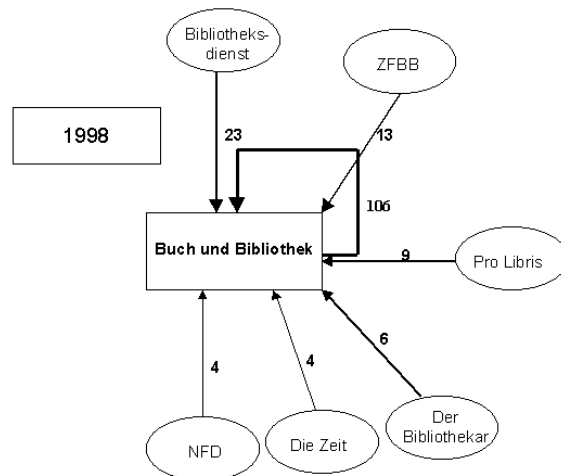 Bibliotheks-
dienst
ZFBB
1998
23
13
106
Buch und Bibliothek
9
Pro Libris
6
4
4
Der
Bibliothekar
NFD
Die Zeit